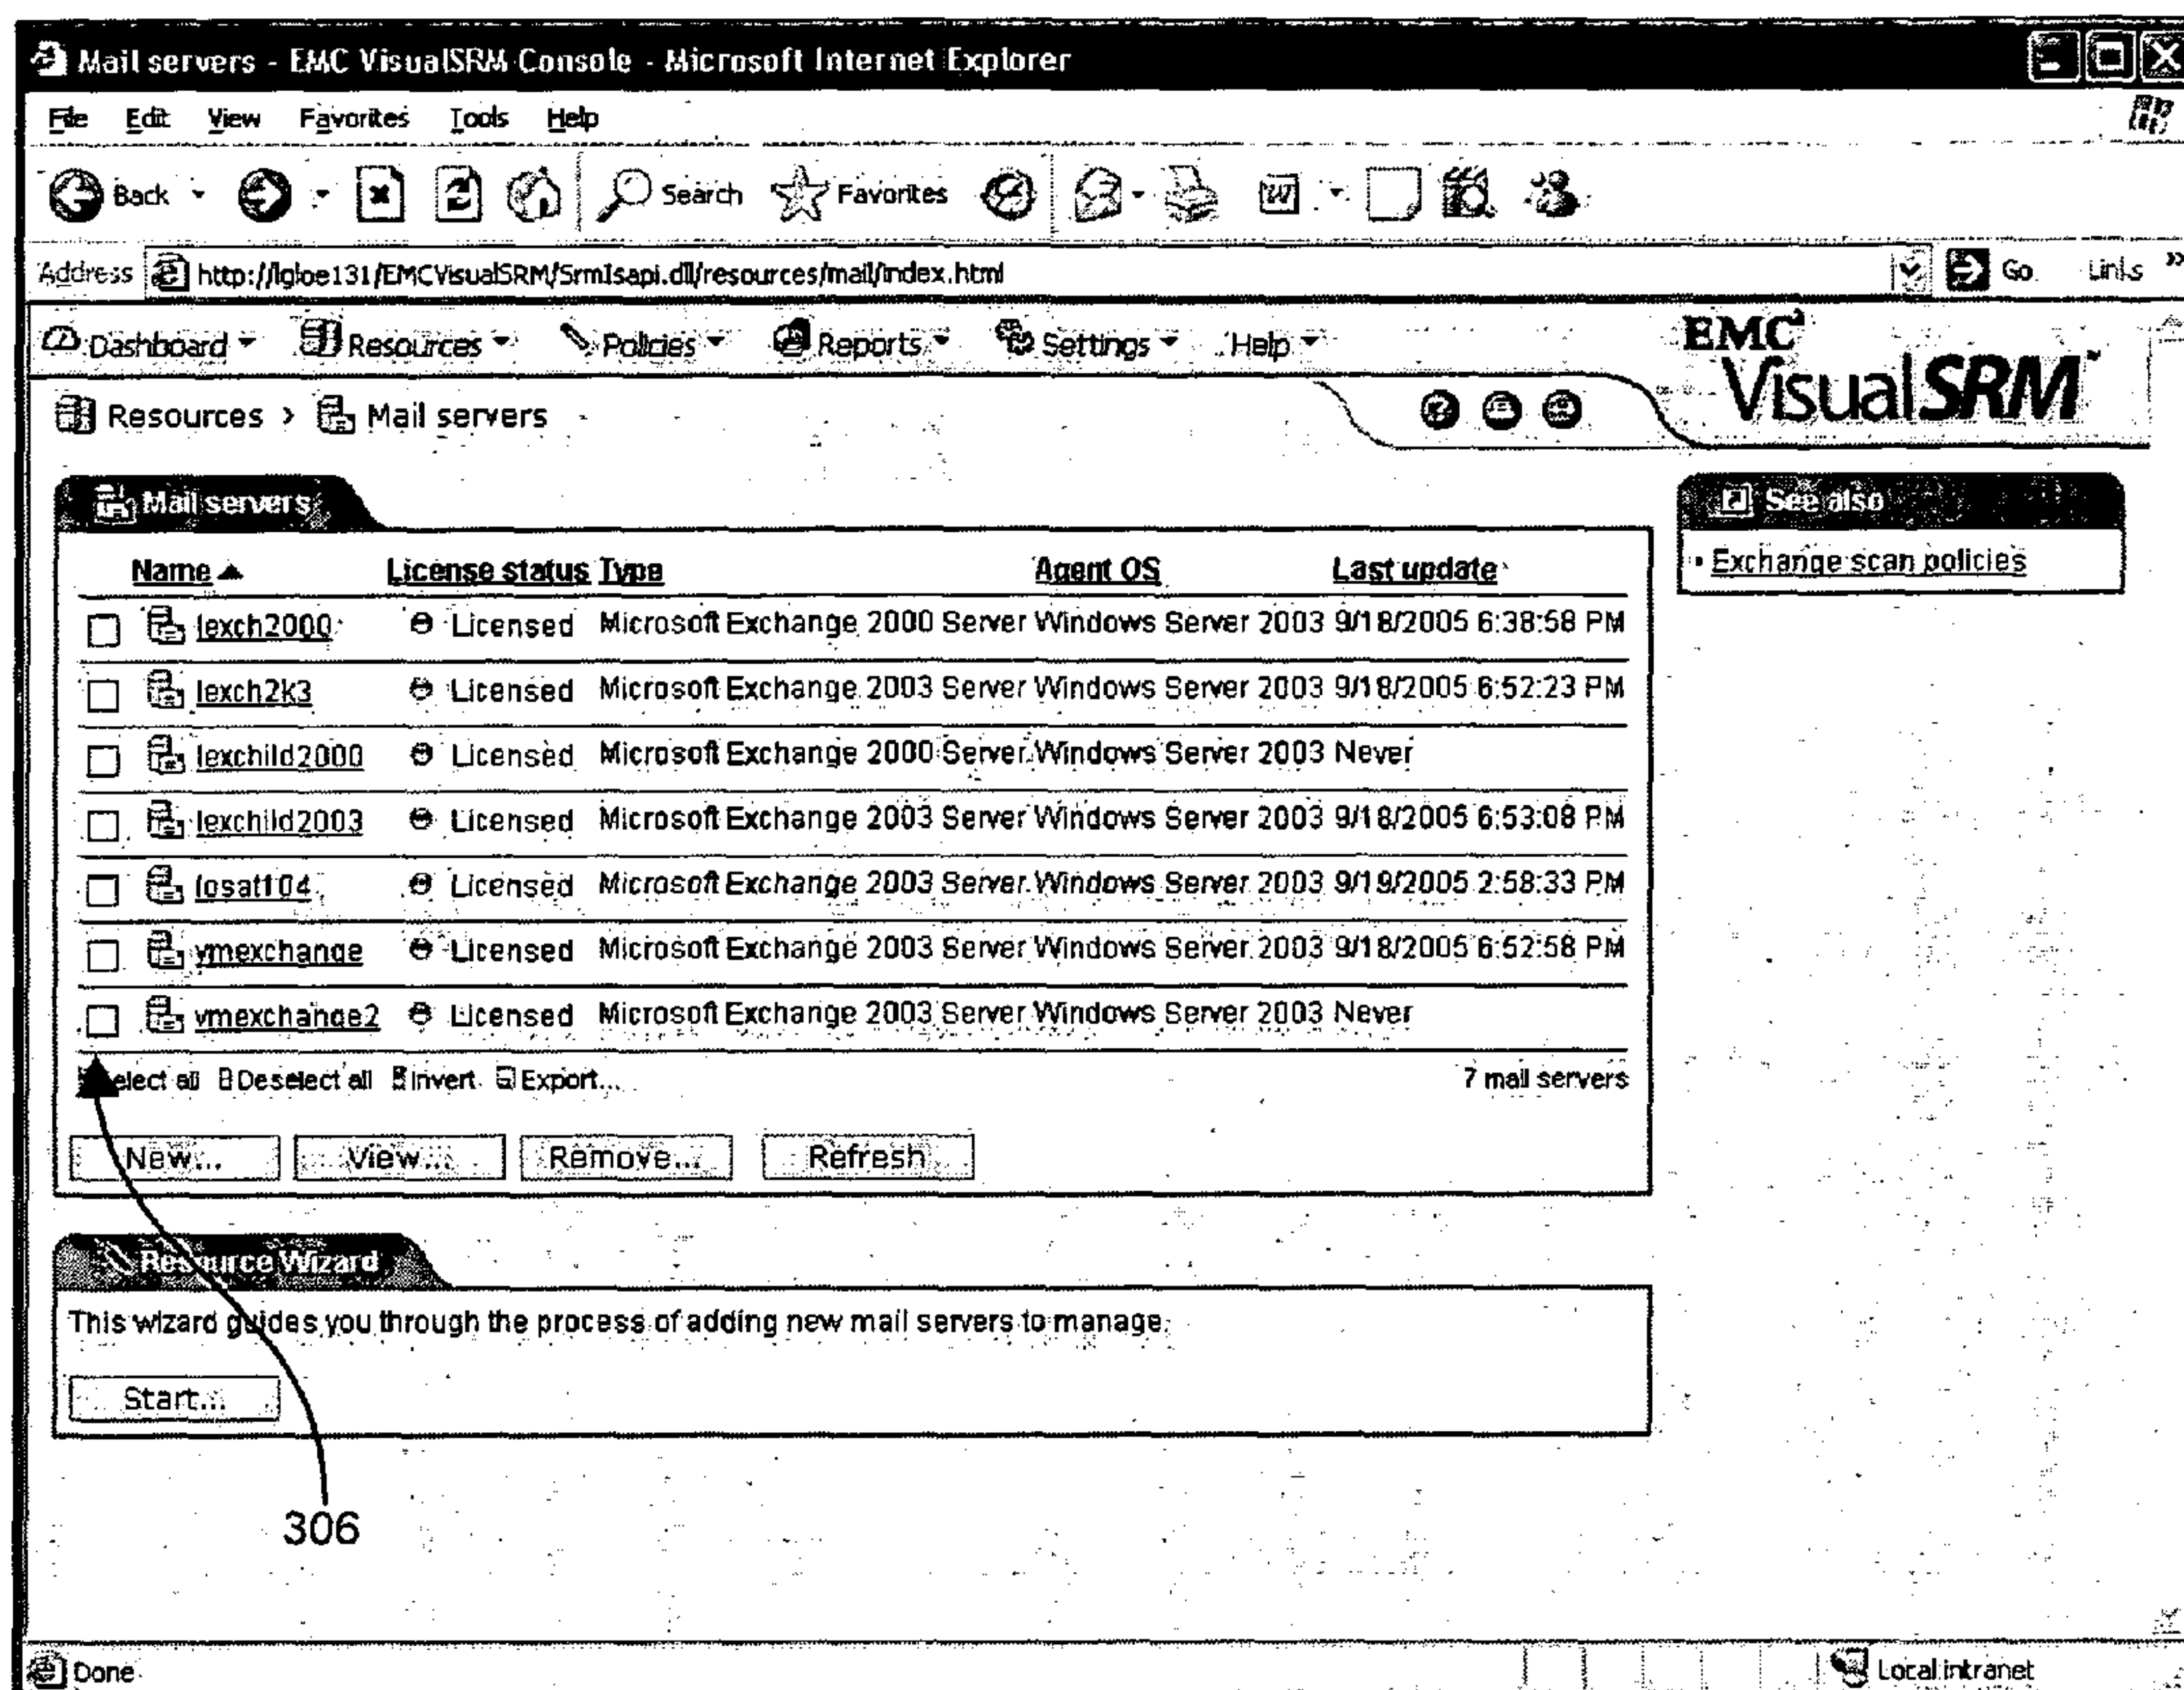 Mail servers - EMC VisualSRM Console - Microsoft Internet Explorer
File Edit View Favorites Tools Help
Back Search Favorites
Address http://lgloe131/EMCVisualSRM/SrmIsapi.dll/resources/mail/index.html Go Links »
Dashboard Resources Policies Reports Settings Help
EMC²
VisualSRM™
Resources > Mail servers
Mail servers
See also
Name License status Type Agent OS Last update
Exchange scan policies
lexch2000 Licensed Microsoft Exchange 2000 Server Windows Server 2003 9/18/2005 6:38:58 PM
lexch2k3 Licensed Microsoft Exchange 2003 Server Windows Server 2003 9/18/2005 6:52:23 PM
lexchild2000 Licensed Microsoft Exchange 2000 Server Windows Server 2003 Never
lexchild2003 Licensed Microsoft Exchange 2003 Server Windows Server 2003 9/18/2005 6:53:08 PM
losat104 Licensed Microsoft Exchange 2003 Server Windows Server 2003 9/19/2005 2:58:33 PM
vmexchange Licensed Microsoft Exchange 2003 Server Windows Server 2003 9/18/2005 6:52:58 PM
vmexchange2 Licensed Microsoft Exchange 2003 Server Windows Server 2003 Never
elect all Deselect all Invert Export... 7 mail servers
New... View... Remove... Refresh
Resource Wizard
This wizard guides you through the process of adding new mail servers to manage.
Start...
306
Done Local intranet